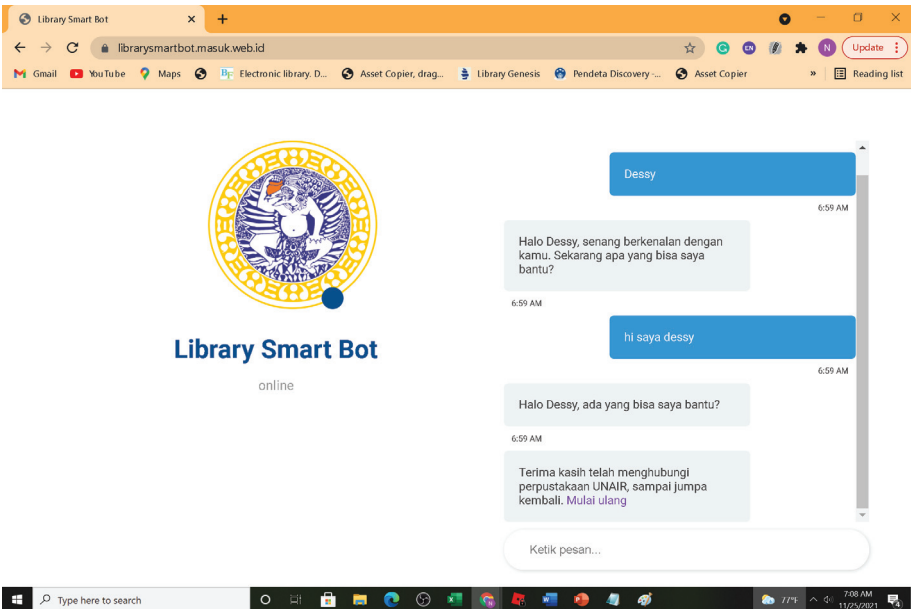 Library Smart Bot
librarysmartbot.masuk.web.id
Update
Gmail YouTube Maps Electronic library. D... Asset Copier, drag... Library Genesis Pendeta Discovery -... Asset Copier » Reading list
Dessy
6:59 AM
Halo Dessy, senang berkenalan dengan
kamu. Sekarang apa yang bisa saya
bantu?
6:59 AM
hi saya dessy
6:59 AM
Halo Dessy, ada yang bisa saya bantu?
6:59 AM
Terima kasih telah menghubungi
perpustakaan UNAIR, sampai jumpa
kembali. Mulai ulang
Library Smart Bot
online
Ketik pesan...
Type here to search
77°F
7:08 AM
11/25/2021